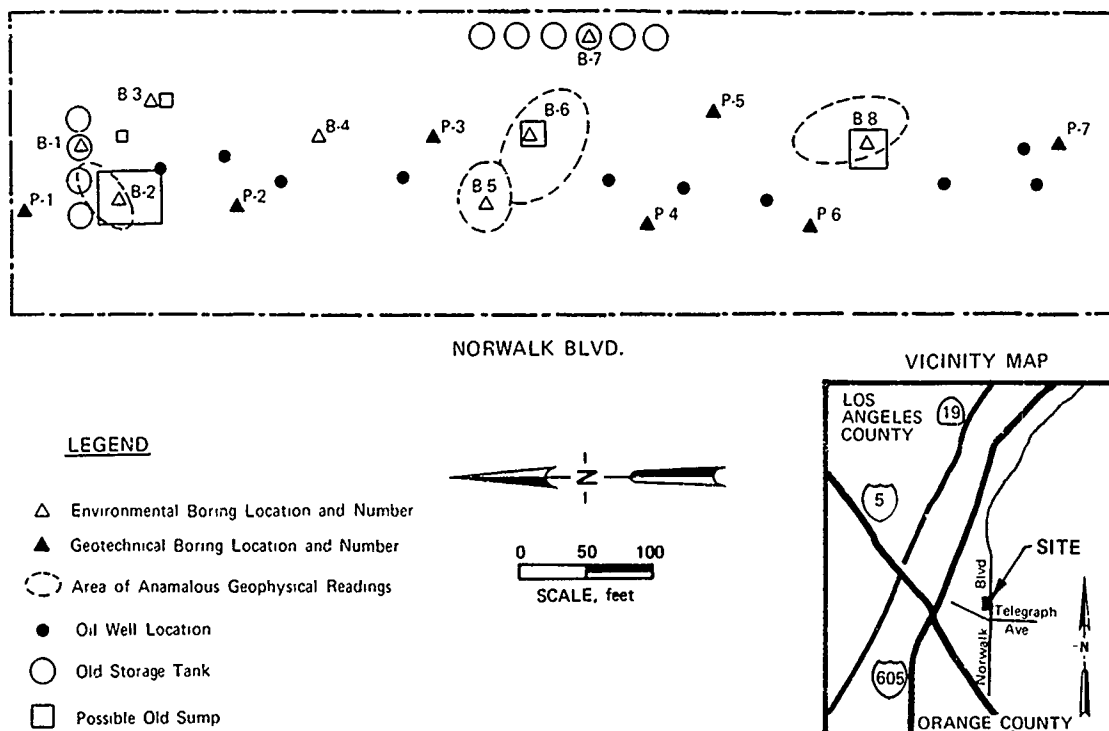 B-7
B 3
B-6
P-5
B-1
B-4
P-3
B 8
P-7
B-2
B 5
P-1
P-2
P 4
P 6
NORWALK BLVD.
VICINITY MAP
LOS
ANGELES
COUNTY
19
5
SITE
Blvd
Telegraph
Ave
Norwalk
N
605
ORANGE COUNTY
LEGEND
Environmental Boring Location and Number
Geotechnical Boring Location and Number
Area of Anamalous Geophysical Readings
Oil Well Location
Old Storage Tank
Possible Old Sump
N
0 50 100
SCALE, feet